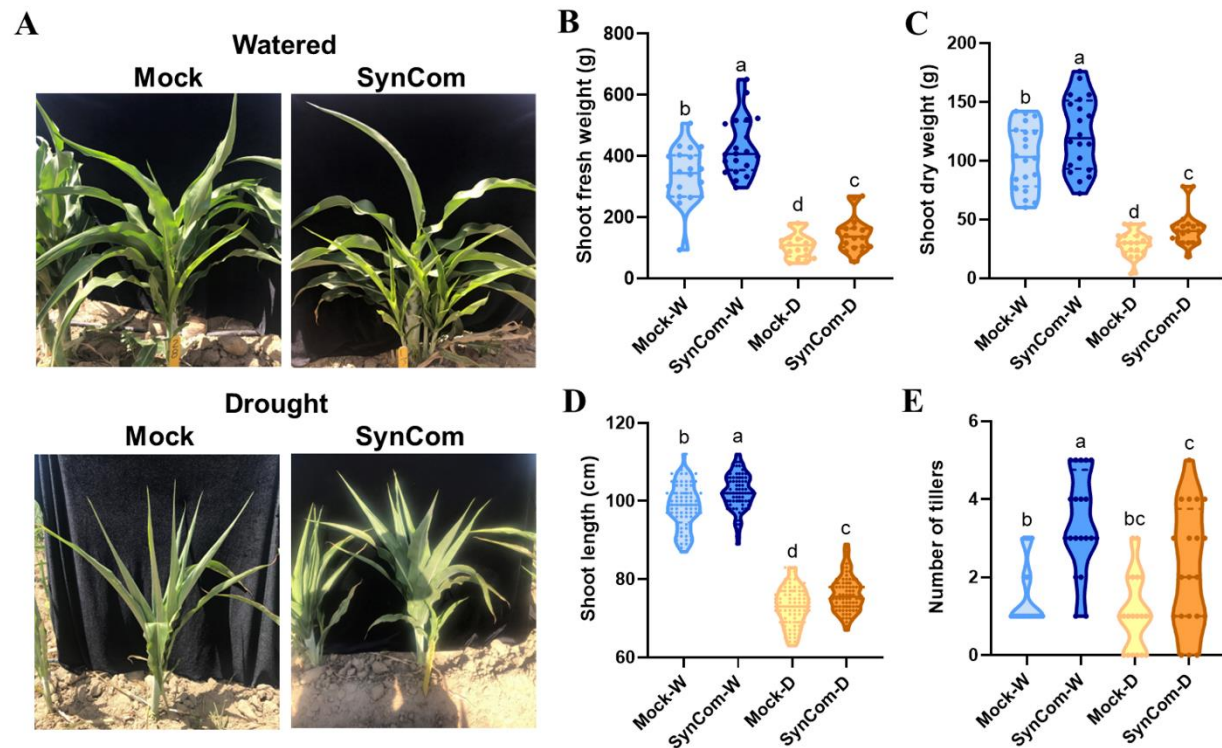 A
Watered
Mock SynCom
Drought
Mock SynCom
B
Shoot fresh weight (g)
800
600
400
200
0
b
a
d
c
Mock-W
SynCom-W
Mock-D
SynCom-D
C
Shoot dry weight (g)
200
150
100
50
0
b
a
d
c
Mock-W
SynCom-W
Mock-D
SynCom-D
D
Shoot length (cm)
120
100
80
60
b
a
d
c
Mock-W
SynCom-W
Mock-D
SynCom-D
E
Number of tillers
6
4
2
0
b
a
bc
c
Mock-W
SynCom-W
Mock-D
SynCom-D